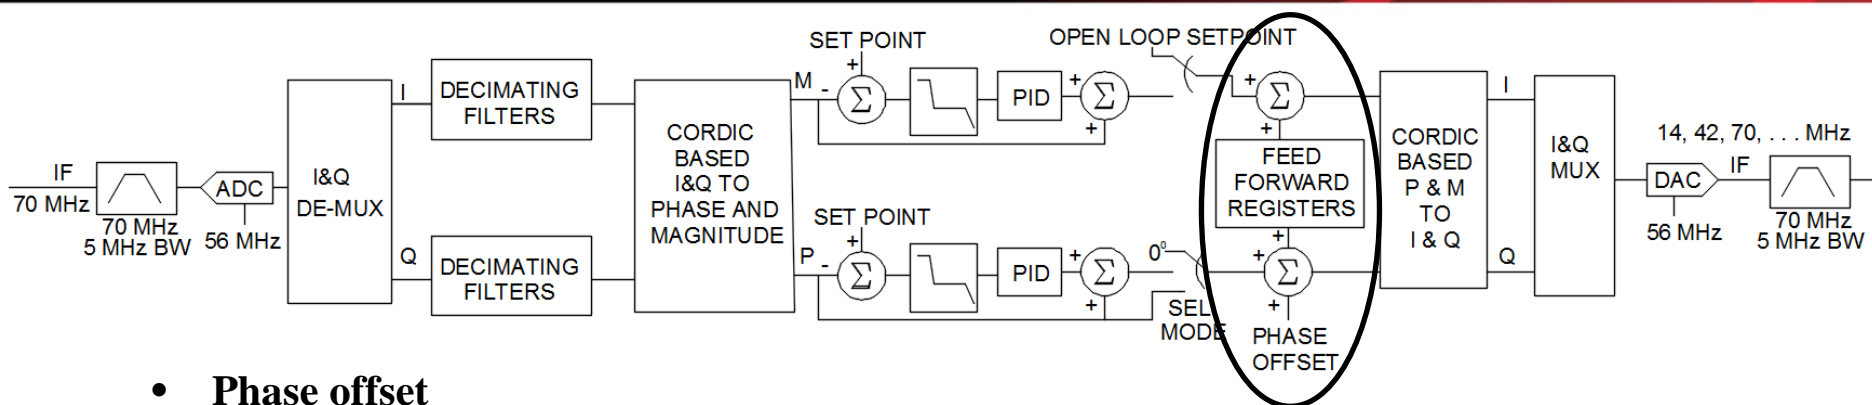 IF
70 MHz
70 MHz
5 MHz BW
ADC
56 MHz
I&Q
DE-MUX
I
Q
DECIMATING
FILTERS
DECIMATING
FILTERS
CORDIC
BASED
I&Q TO
PHASE AND
MAGNITUDE
M
P
SET POINT
+
-
Σ
PID
+
Σ
+
SET POINT
+
-
Σ
PID
+
Σ
+
OPEN LOOP SETPOINT
0°
SEL
MODE
+
Σ
+
FEED
FORWARD
REGISTERS
+
+
Σ
+
PHASE
OFFSET
CORDIC
BASED
P & M
TO
I & Q
I
Q
I&Q
MUX
14, 42, 70, . . . MHz
DAC
IF
56 MHz
70 MHz
5 MHz BW
• Phase offset